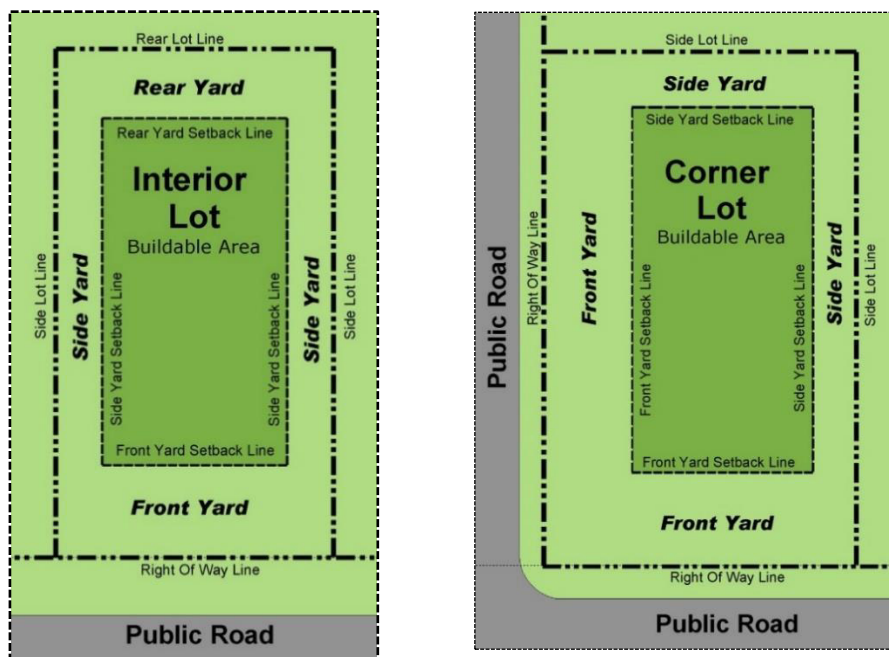 Rear Lot Line
Rear Yard
Rear Yard Setback Line
Interior
Lot
Buildable Area
Side Lot Line
Side Yard
Side Yard Setback Line
Side Yard Setback Line
Side Yard
Side Lot Line
Front Yard Setback Line
Front Yard
Right Of Way Line
Public Road
Side Lot Line
Side Yard
Side Yard Setback Line
Corner
Lot
Buildable Area
Public Road
Right Of Way Line
Front Yard
Front Yard Setback Line
Side Yard Setback Line
Side Yard
Side Lot Line
Front Yard Setback Line
Front Yard
Right Of Way Line
Public Road